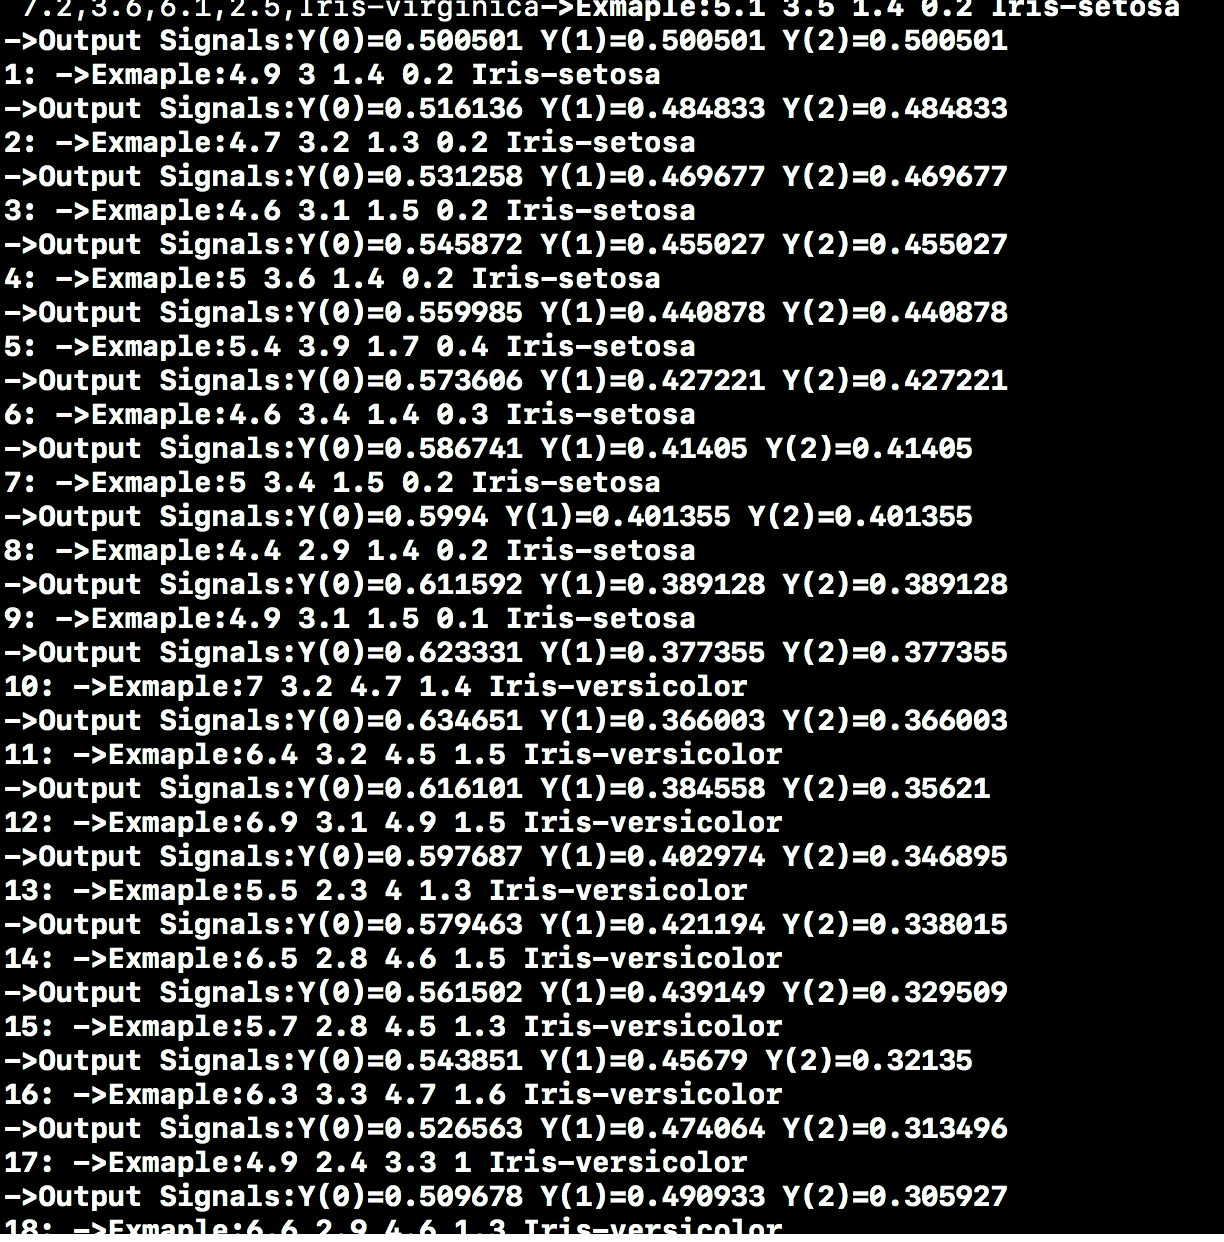 7.2,3.6,6.1,2.5,Iris-virginica->Exmaple:5.1 3.5 1.4 0.2 Iris-setosa
->Output Signals:Y(0)=0.500501 Y(1)=0.500501 Y(2)=0.500501
1: ->Exmaple:4.9 3 1.4 0.2 Iris-setosa
->Output Signals:Y(0)=0.516136 Y(1)=0.484833 Y(2)=0.484833
2: ->Exmaple:4.7 3.2 1.3 0.2 Iris-setosa
->Output Signals:Y(0)=0.531258 Y(1)=0.469677 Y(2)=0.469677
3: ->Exmaple:4.6 3.1 1.5 0.2 Iris-setosa
->Output Signals:Y(0)=0.545872 Y(1)=0.455027 Y(2)=0.455027
4: ->Exmaple:5 3.6 1.4 0.2 Iris-setosa
->Output Signals:Y(0)=0.559985 Y(1)=0.440878 Y(2)=0.440878
5: ->Exmaple:5.4 3.9 1.7 0.4 Iris-setosa
->Output Signals:Y(0)=0.573606 Y(1)=0.427221 Y(2)=0.427221
6: ->Exmaple:4.6 3.4 1.4 0.3 Iris-setosa
->Output Signals:Y(0)=0.586741 Y(1)=0.41405 Y(2)=0.41405
7: ->Exmaple:5 3.4 1.5 0.2 Iris-setosa
->Output Signals:Y(0)=0.5994 Y(1)=0.401355 Y(2)=0.401355
8: ->Exmaple:4.4 2.9 1.4 0.2 Iris-setosa
->Output Signals:Y(0)=0.611592 Y(1)=0.389128 Y(2)=0.389128
9: ->Exmaple:4.9 3.1 1.5 0.1 Iris-setosa
->Output Signals:Y(0)=0.623331 Y(1)=0.377355 Y(2)=0.377355
10: ->Exmaple:7 3.2 4.7 1.4 Iris-versicolor
->Output Signals:Y(0)=0.634651 Y(1)=0.366003 Y(2)=0.366003
11: ->Exmaple:6.4 3.2 4.5 1.5 Iris-versicolor
->Output Signals:Y(0)=0.616101 Y(1)=0.384558 Y(2)=0.35621
12: ->Exmaple:6.9 3.1 4.9 1.5 Iris-versicolor
->Output Signals:Y(0)=0.597687 Y(1)=0.402974 Y(2)=0.346895
13: ->Exmaple:5.5 2.3 4 1.3 Iris-versicolor
->Output Signals:Y(0)=0.579463 Y(1)=0.421194 Y(2)=0.338015
14: ->Exmaple:6.5 2.8 4.6 1.5 Iris-versicolor
->Output Signals:Y(0)=0.561502 Y(1)=0.439149 Y(2)=0.329509
15: ->Exmaple:5.7 2.8 4.5 1.3 Iris-versicolor
->Output Signals:Y(0)=0.543851 Y(1)=0.45679 Y(2)=0.32135
16: ->Exmaple:6.3 3.3 4.7 1.6 Iris-versicolor
->Output Signals:Y(0)=0.526563 Y(1)=0.474064 Y(2)=0.313496
17: ->Exmaple:4.9 2.4 3.3 1 Iris-versicolor
->Output Signals:Y(0)=0.509678 Y(1)=0.490933 Y(2)=0.305927
18: ->Exmaple:6.6 2.9 4.6 1.3 Iris-versicolor